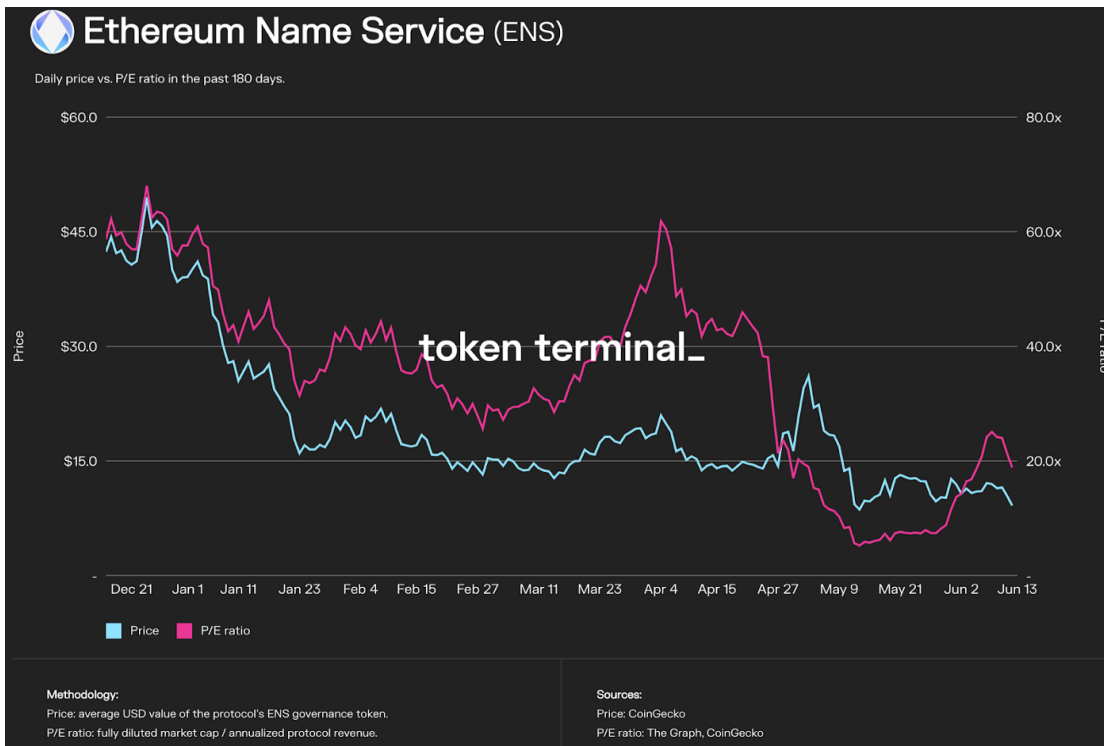 Ethereum Name Service (ENS)
Daily price vs. P/E ratio in the past 180 days.
$60.0
80.0x
$45.0
60.0x
Price
$30.0
token terminal_
40.0x
P/E ratio
$15.0
20.0x
-
-
Dec 21 Jan 1 Jan 11 Jan 23 Feb 4 Feb 15 Feb 27 Mar 11 Mar 23 Apr 4 Apr 15 Apr 27 May 9 May 21 Jun 2 Jun 13
Price P/E ratio
Methodology:
Price: average USD value of the protocol's ENS governance token.
P/E ratio: fully diluted market cap / annualized protocol revenue.
Sources:
Price: CoinGecko
P/E ratio: The Graph, CoinGecko